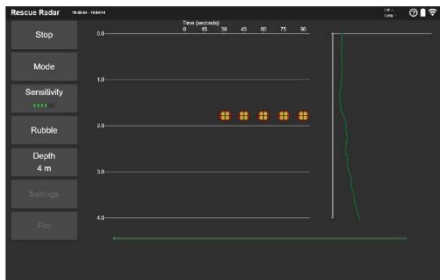 Rescue Radar
Stop
Mode
Sensitivity
Rubble
Depth
4 m
Settings
File
Time (seconds)
0 15 30 45 60 75 90
0.0
1.0
2.0
3.0
4.0